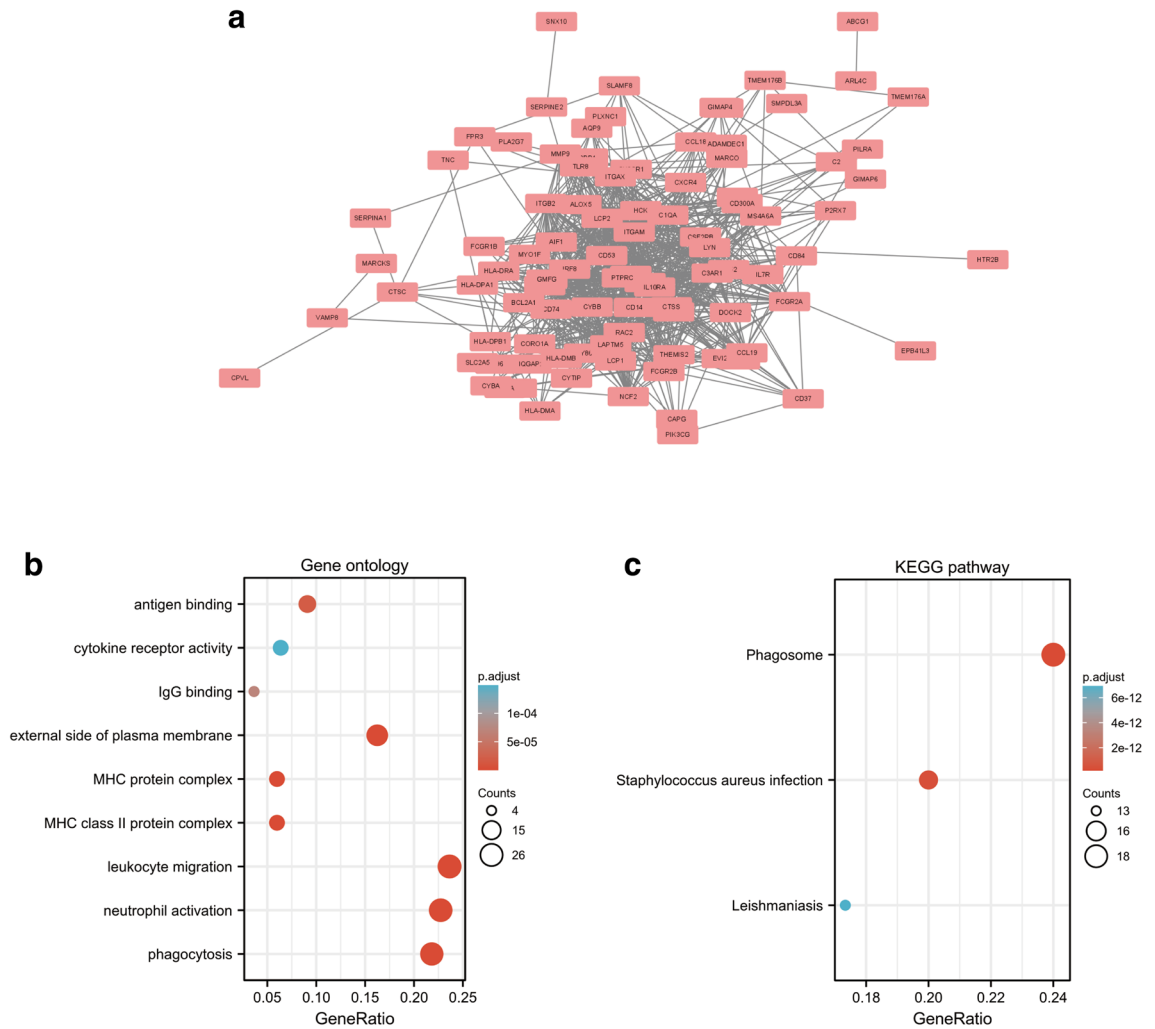 a
SNX10
ABCG1
SLAMF8
TMEM176B
ARL4C
TMEM176A
SERPINE2
PLXNC1
GIMAP4
SMPDL3A
AQP9
FPR3
PLA2G7
CCL18
ADAMDEC1
PILRA
TNC
MMP9
MARCO
C2
TLR8
ITGAX
CXCR4
GIMAP6
SERPINA1
ITGB2
ALOX5
HCK
C1QA
CD300A
MS4A6A
P2RX7
LCP2
ITGAM
FCGR1B
AIF1
LYN
MYO1F
CD53
CD84
HTR2B
MARCKS
HLA-DRA
C3AR1
IL7R
CTSC
HLA-DPA1
GMFG
PTPRC
IL10RA
FCGR2A
VAMP8
BCL2A1
CD74
CYBB
CD14
CTSS
DOCK2
RAC2
HLA-DPB1
CORO1A
LAPTM5
EPB41L3
SLC2A5
IQGAP
HLA-DMB
LCP1
THEMIS2
EVI2
CCL19
CPVL
CYBA
CYTIP
FCGR2B
HLA-DMA
NCF2
CD37
CAPG
PIK3CG
b
Gene ontology
antigen binding
cytokine receptor activity
IgG binding
external side of plasma membrane
MHC protein complex
MHC class II protein complex
leukocyte migration
neutrophil activation
phagocytosis
0.05 0.10 0.15 0.20 0.25
GeneRatio
p.adjust
1e-04
5e-05
Counts
4
15
26
c
KEGG pathway
Phagosome
Staphylococcus aureus infection
Leishmaniasis
0.18 0.20 0.22 0.24
GeneRatio
p.adjust
6e-12
4e-12
2e-12
Counts
13
16
18